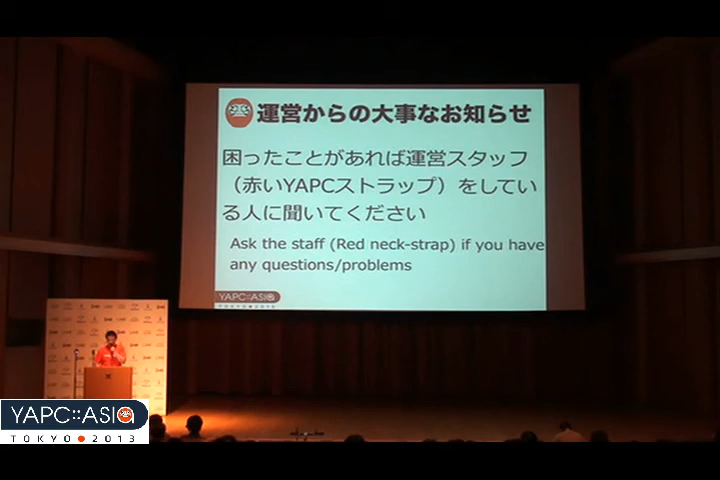 運営からの大事なお知らせ
困ったことがあれば運営スタッフ
（赤いYAPCストラップ）をしてい
る人に聞いてください
Ask the staff (Red neck-strap) if you have
any questions/problems
YAPC::ASIA
TOKYO 2013
YAPC::ASIA
TOKYO 2013